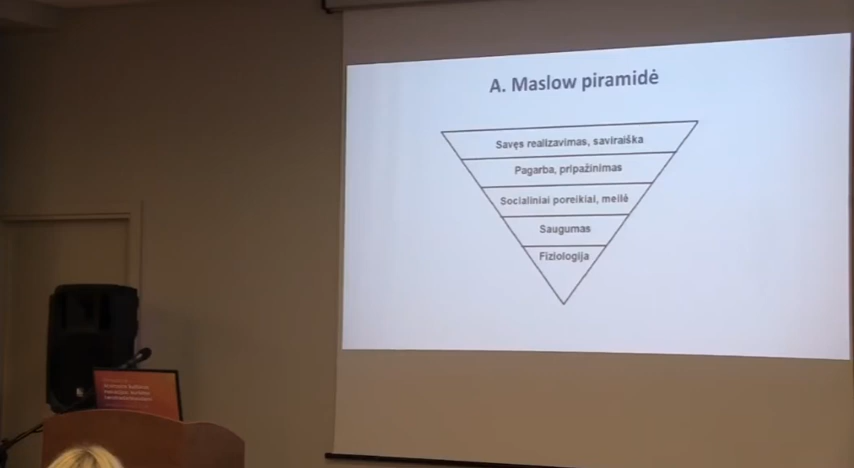 A. Maslow piramidė
Savęs realizavimas, saviraiška
Pagarba, pripažinimas
Socialiniai poreikiai, meilė
Saugumas
Fiziologija